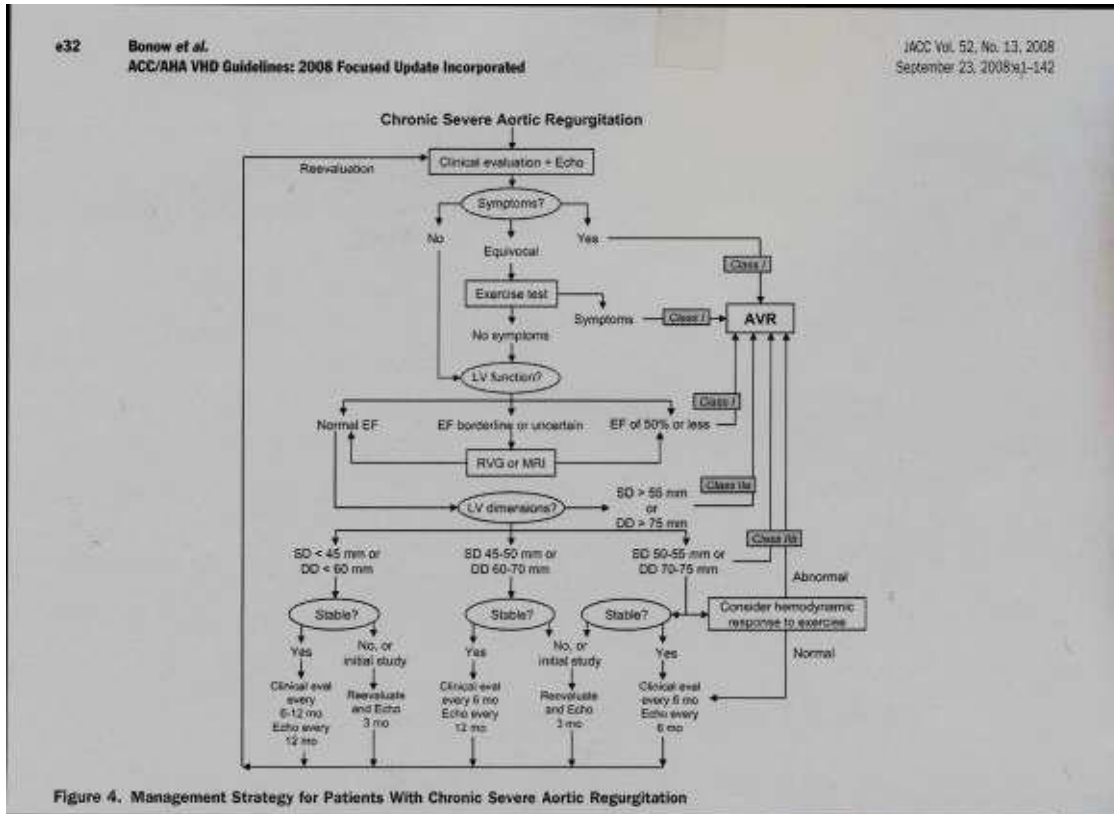 e32
Bonow et al.
ACC/AHA VHD Guidelines: 2008 Focused Update Incorporated
JACC Vol. 52, No. 13, 2008
September 23, 2008:e1–142
Chronic Severe Aortic Regurgitation
Clinical evaluation + Echo
Reevaluation
Symptoms?
No
Equivocal
Yes
Class I
Exercise test
Symptoms
Class I
AVR
No symptoms
LV function?
Class I
Normal EF
EF borderline or uncertain
EF of 50% or less
RVG or MRI
Class IIa
LV dimensions?
SD > 55 mm
or
DD > 75 mm
Class IIb
SD < 45 mm or
DD < 60 mm
SD 45-50 mm or
DD 60-70 mm
SD 50-55 mm or
DD 70-75 mm
Abnormal
Stable?
Stable?
Stable?
Consider hemodynamic
response to exercise
Normal
Yes
No, or
initial study
Yes
No, or
initial study
Yes
Clinical eval
every
6-12 mo
Echo every
12 mo
Reevaluate
and Echo
3 mo
Clinical eval
every 6 mo
Echo every
12 mo
Reevaluate
and Echo
3 mo
Clinical eval
every 6 mo
Echo every
6 mo
Figure 4. Management Strategy for Patients With Chronic Severe Aortic Regurgitation